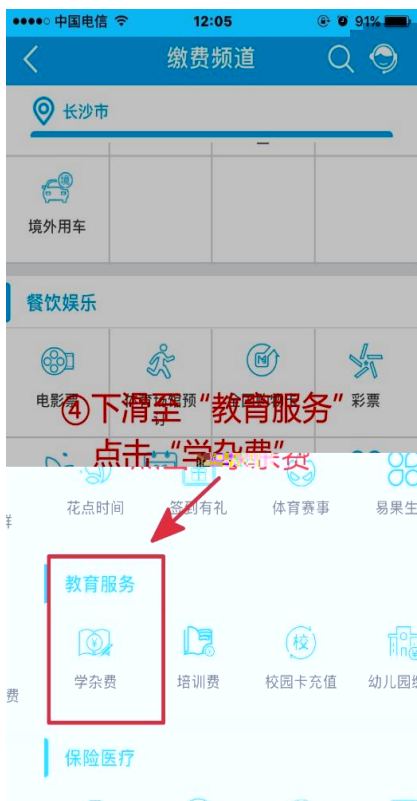 中国电信 12:05 91%
缴费频道
长沙市
境外用车
餐饮娱乐
电影票 彩票
④下滑至“教育服务”
点击“学杂费”
花点时间 签到有礼 体育赛事 易果生
教育服务
学杂费 培训费 校园卡充值 幼儿园缴
费
保险医疗